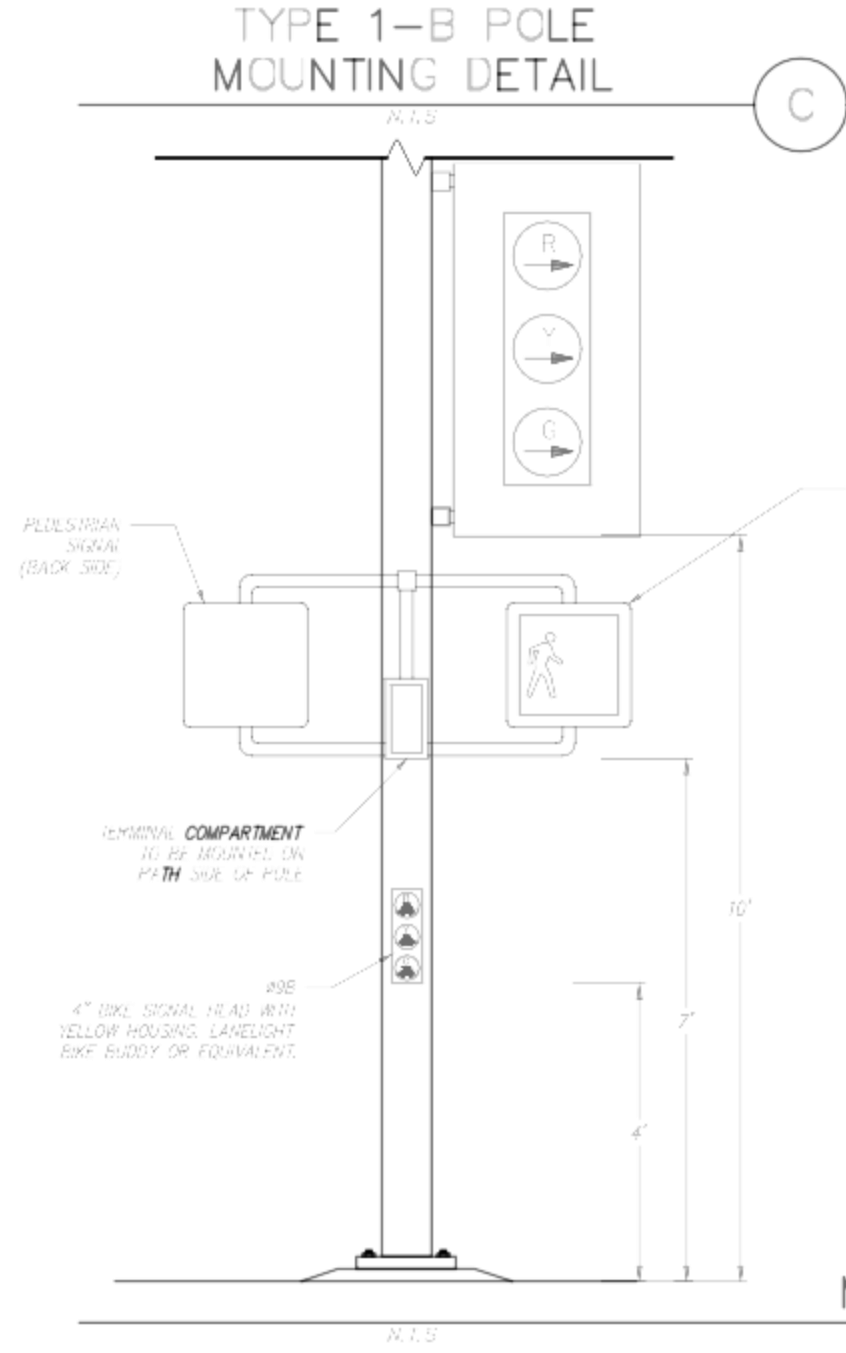 TYPE 1-B POLE
MOUNTING DETAIL
C
N.T.S
R
Y
G
PEDESTRIAN
SIGNAL
(BACK SIDE)
TERMINAL COMPARTMENT
TO BE MOUNTED ON
PATH SIDE OF POLE
10'
4" BIKE SIGNAL HEAD WITH
YELLOW HOUSING. LANELIGHT
BIKE BUDDY OR EQUIVALENT.
7'
4'
N.T.S